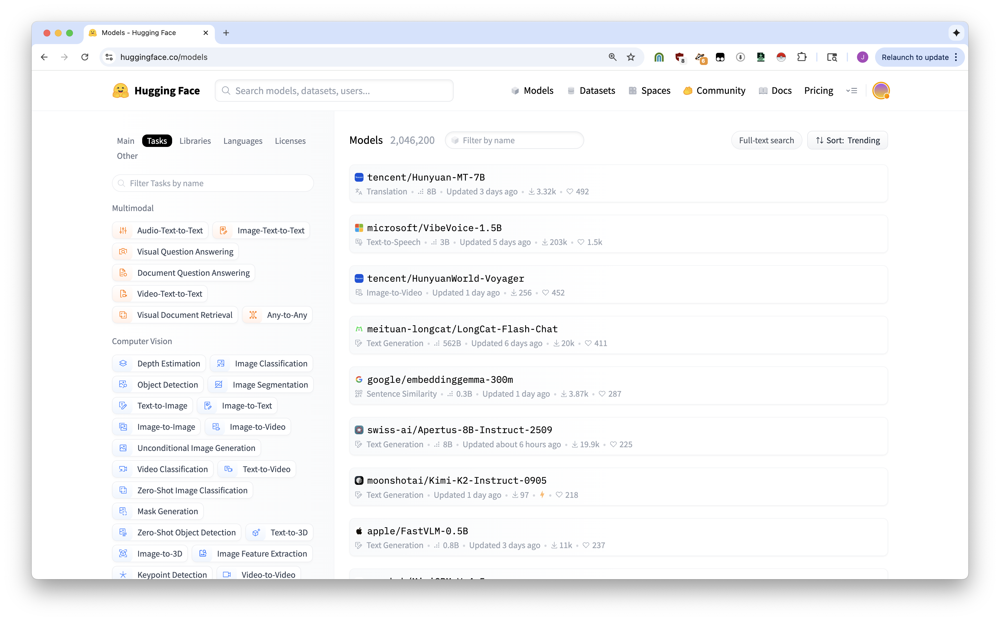 Models - Hugging Face
huggingface.co/models
8
6
PDF
J
Relaunch to update
Hugging Face
Search models, datasets, users...
Models
Datasets
Spaces
Community
Docs
Pricing
Main
Tasks
Libraries
Languages
Licenses
Other
Filter Tasks by name
Multimodal
Audio-Text-to-Text
Image-Text-to-Text
Visual Question Answering
Document Question Answering
Video-Text-to-Text
Visual Document Retrieval
Any-to-Any
Computer Vision
Depth Estimation
Image Classification
Object Detection
Image Segmentation
Text-to-Image
Image-to-Text
Image-to-Image
Image-to-Video
Unconditional Image Generation
Video Classification
Text-to-Video
Zero-Shot Image Classification
Mask Generation
Zero-Shot Object Detection
Text-to-3D
Image-to-3D
Image Feature Extraction
Keypoint Detection
Video-to-Video
Models 2,046,200
Filter by name
Full-text search
Sort: Trending
Tencent
tencent/Hunyuan-MT-7B
Translation • 8B • Updated 3 days ago • 3.32k • 492
microsoft/VibeVoice-1.5B
Text-to-Speech • 3B • Updated 5 days ago • 203k • 1.5k
Tencent
tencent/HunyuanWorld-Voyager
Image-to-Video • Updated 1 day ago • 256 • 452
meituan-longcat/LongCat-Flash-Chat
Text Generation • 562B • Updated 6 days ago • 20k • 411
google/embeddinggemma-300m
Sentence Similarity • 0.3B • Updated 1 day ago • 3.87k • 287
swiss-ai/Apertus-8B-Instruct-2509
Text Generation • 8B • Updated about 6 hours ago • 19.9k • 225
moonshotai/Kimi-K2-Instruct-0905
Text Generation • Updated 1 day ago • 97 • 218
apple/FastVLM-0.5B
Text Generation • 0.8B • Updated 3 days ago • 11k • 237